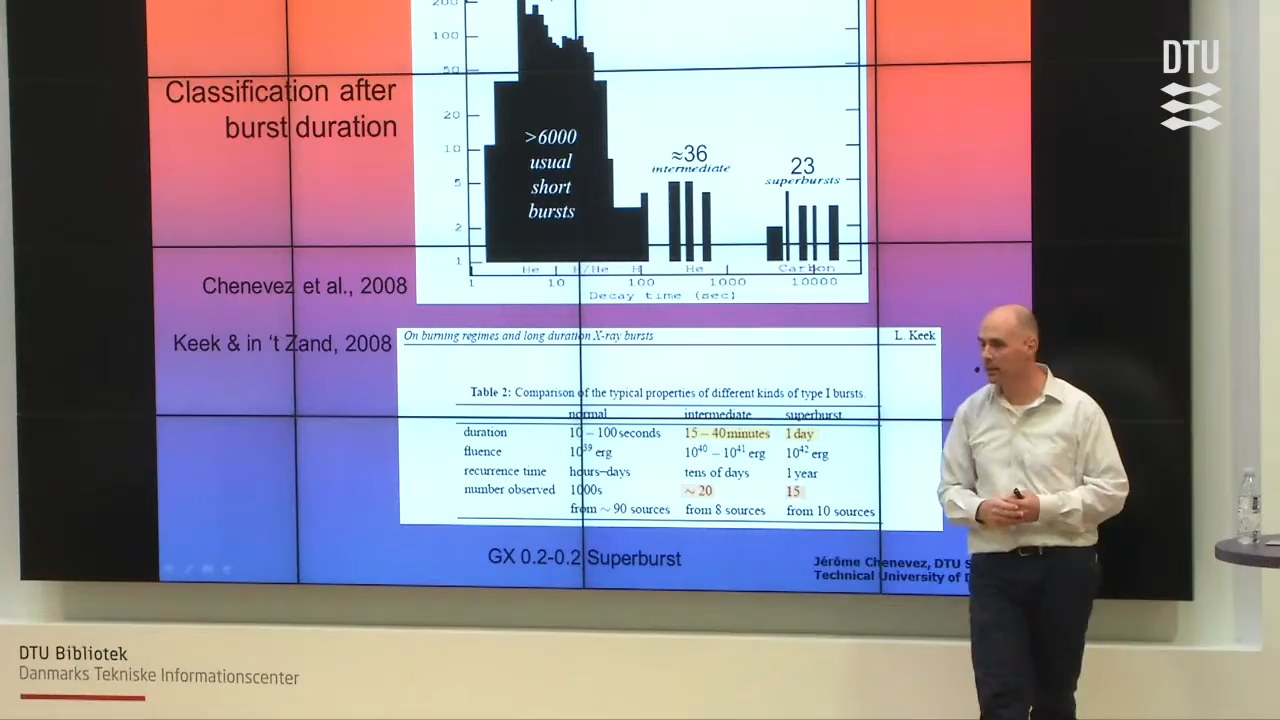 DTU
Classification after
burst duration
200
100
50
20
10
5
2
1
>6000
usual
short
bursts
≈36
intermediate
23
superbursts
He
H/He
H
He
Carbon
1
10
100
1000
10000
Decay time (sec)
Chenevez et al., 2008
Keek & in 't Zand, 2008
On burning regimes and long duration X-ray bursts L. Keek
Table 2: Comparison of the typical properties of different kinds of type I bursts.
normal intermediate superburst
duration 10 – 100 seconds 15 – 40 minutes 1 day
fluence 10³⁹ erg 10⁴⁰ – 10⁴¹ erg 10⁴² erg
recurrence time hours–days tens of days 1 year
number observed 1000s ~ 20 15
from ~ 90 sources from 8 sources from 10 sources
GX 0.2-0.2 Superburst
Jérôme Chenevez, DTU S
Technical University of D
DTU Bibliotek
Danmarks Tekniske Informationscenter